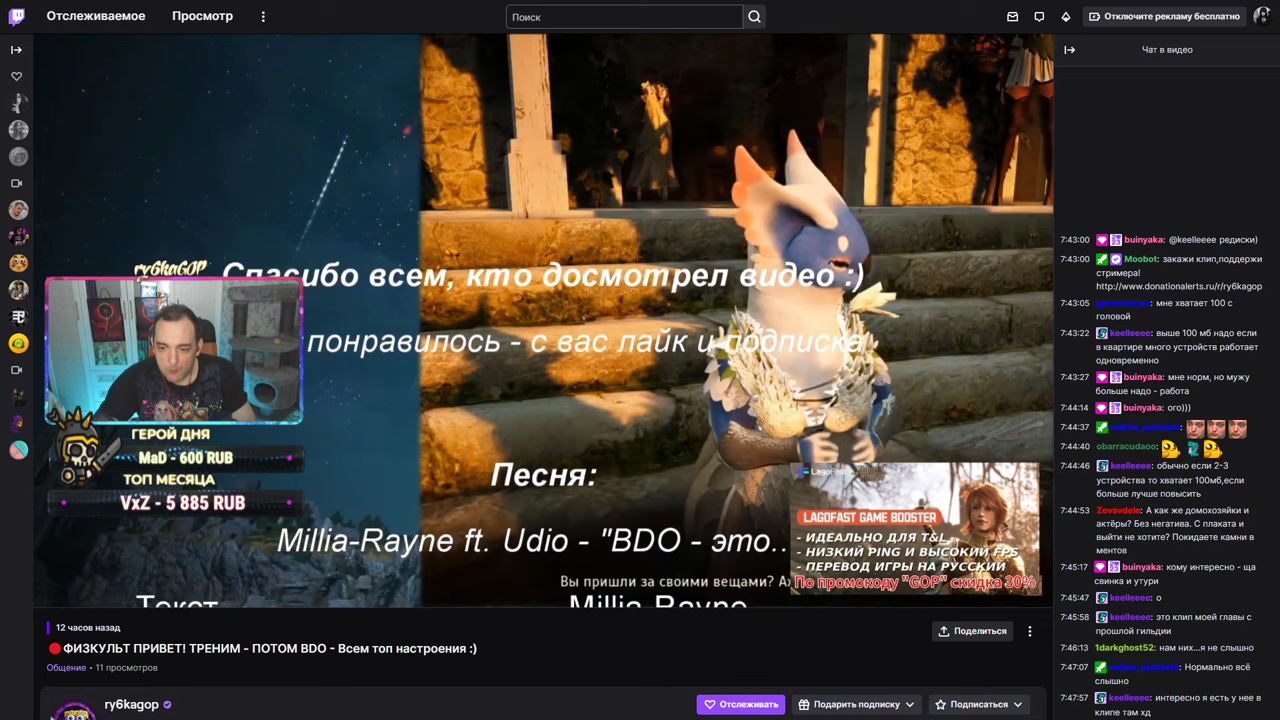 Отслеживаемое
Просмотр
Поиск
Отключите рекламу бесплатно
Чат в видео
ry6kaGOP
Спасибо всем, кто досмотрел видео :)
понравилось - с вас лайк и подписка
ГЕРОЙ ДНЯ
MaD - 600 RUB
ТОП МЕСЯЦА
VxZ - 5 885 RUB
Песня:
Millia-Rayne ft. Udio - "BDO - это..
Вы пришли за своими вещами?
Текст
Millia-Rayne
LagoFast
LAGOFAST GAME BOOSTER
- ИДЕАЛЬНО ДЛЯ T&L
- НИЗКИЙ PING И ВЫСОКИЙ FPS
- ПЕРЕВОД ИГРЫ НА РУССКИЙ
По промокоду "GOP" скидка 30%
12 часов назад
Поделиться
ФИЗКУЛЬТ ПРИВЕТ! ТРЕНИМ - ПОТОМ BDO - Всем топ настроения :)
Общение • 11 просмотров
ry6kagop
Отслеживать
Подарить подписку
Подписаться
7:43:00 buinyaka: @keelleeee редиски)
7:43:00 Moobot: закажи клип,поддержи
стримера!
http://www.donationalerts.ru/r/ry6kagop
7:43:05 : мне хватает 100 с
головой
7:43:22 keelleeee: выше 100 мб надо если
в квартире много устройств работает
одновременно
7:43:27 buinyaka: мне норм, но мужу
больше надо - работа
7:44:14 buinyaka: ого)))
7:44:37
7:44:40 obarracudaoo:
7:44:46 keelleeee: обычно если 2-3
устройства то хватает 100мб,если
больше лучше повысить
7:44:53 Zevsvdele: А как же домохозяйки и
актёры? Без негатива. С плаката и
выйти не хотите? Покидаете камни в
ментов
7:45:17 buinyaka: кому интересно - ща
свинка и утури
7:45:47 keelleeee: о
7:45:58 keelleeee: это клип моей главы с
прошлой гильдии
7:46:13 1darkghost52: нам них...я не слышно
7:47:07 : Нормально всё
слышно
7:47:57 keelleeee: интересно я есть у нее в
клипе там хд